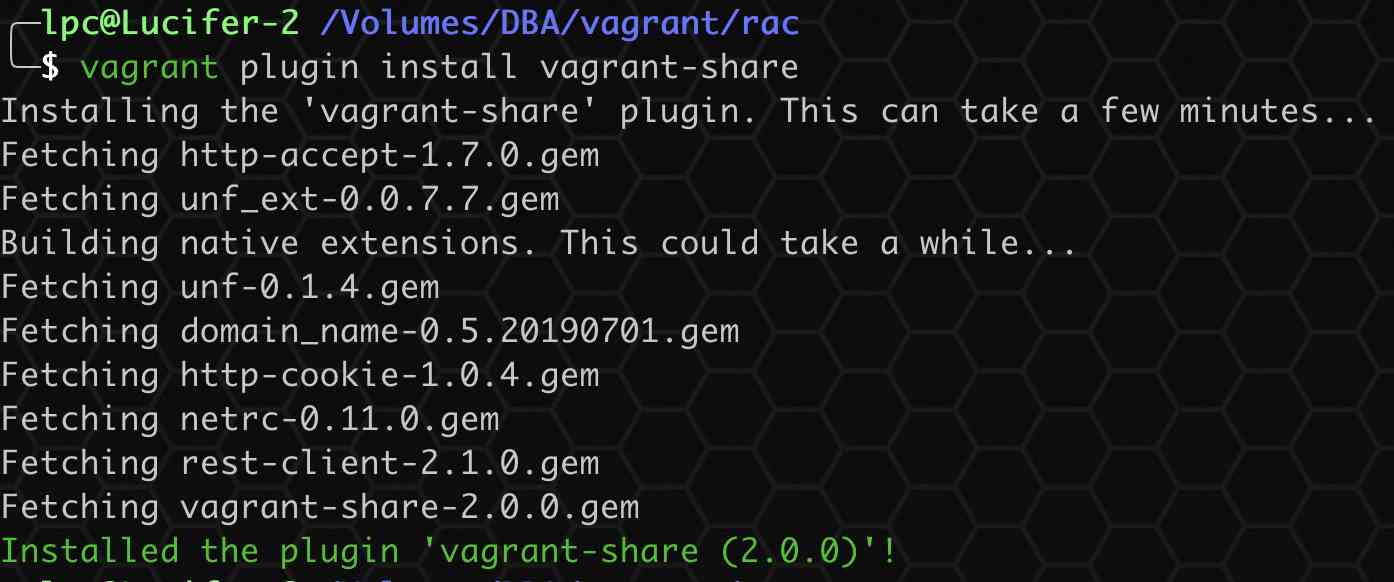 lpc@Lucifer-2 /Volumes/DBA/vagrant/rac
$ vagrant plugin install vagrant-share
Installing the 'vagrant-share' plugin. This can take a few minutes...
Fetching http-accept-1.7.0.gem
Fetching unf_ext-0.0.7.7.gem
Building native extensions. This could take a while...
Fetching unf-0.1.4.gem
Fetching domain_name-0.5.20190701.gem
Fetching http-cookie-1.0.4.gem
Fetching netrc-0.11.0.gem
Fetching rest-client-2.1.0.gem
Fetching vagrant-share-2.0.0.gem
Installed the plugin 'vagrant-share (2.0.0)'!